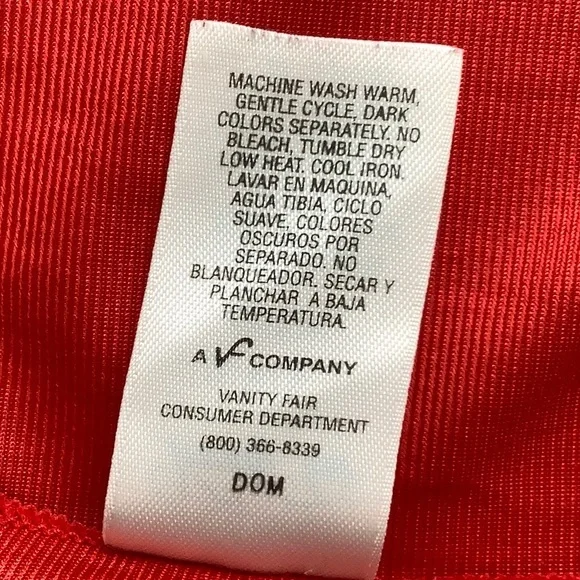 MACHINE WASH WARM,
GENTLE CYCLE, DARK
COLORS SEPARATELY. NO
BLEACH, TUMBLE DRY
LOW HEAT. COOL IRON.
LAVAR EN MAQUINA,
AGUA TIBIA, CICLO
SUAVE, COLORES
OSCUROS POR
SEPARADO. NO
BLANQUEADOR. SECAR Y
PLANCHAR A BAJA
TEMPERATURA.
A VF COMPANY
VANITY FAIR
CONSUMER DEPARTMENT
(800) 366-8339
DOM